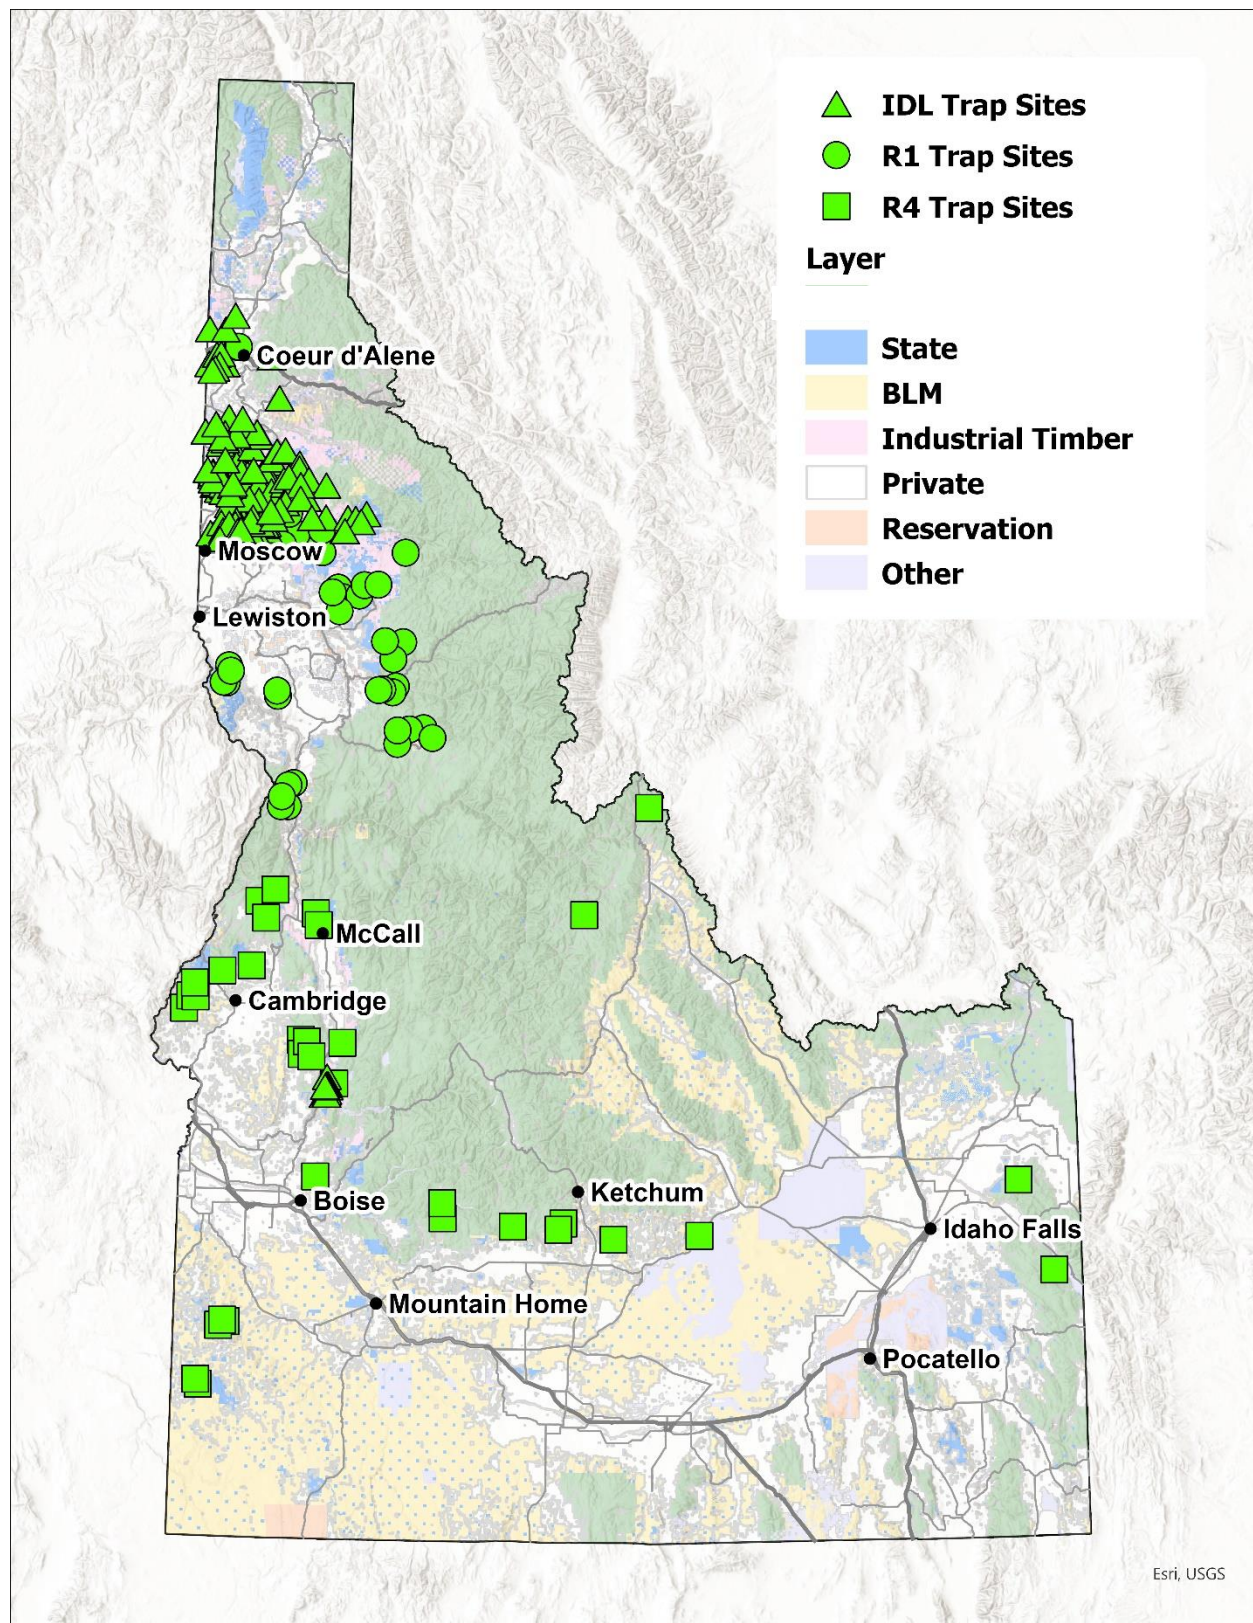 IDL Trap Sites
R1 Trap Sites
R4 Trap Sites
Layer
State
BLM
Industrial Timber
Private
Reservation
Other
Coeur d'Alene
Moscow
Lewiston
McCall
Cambridge
Ketchum
Boise
Idaho Falls
Mountain Home
Pocatello
Esri, USGS